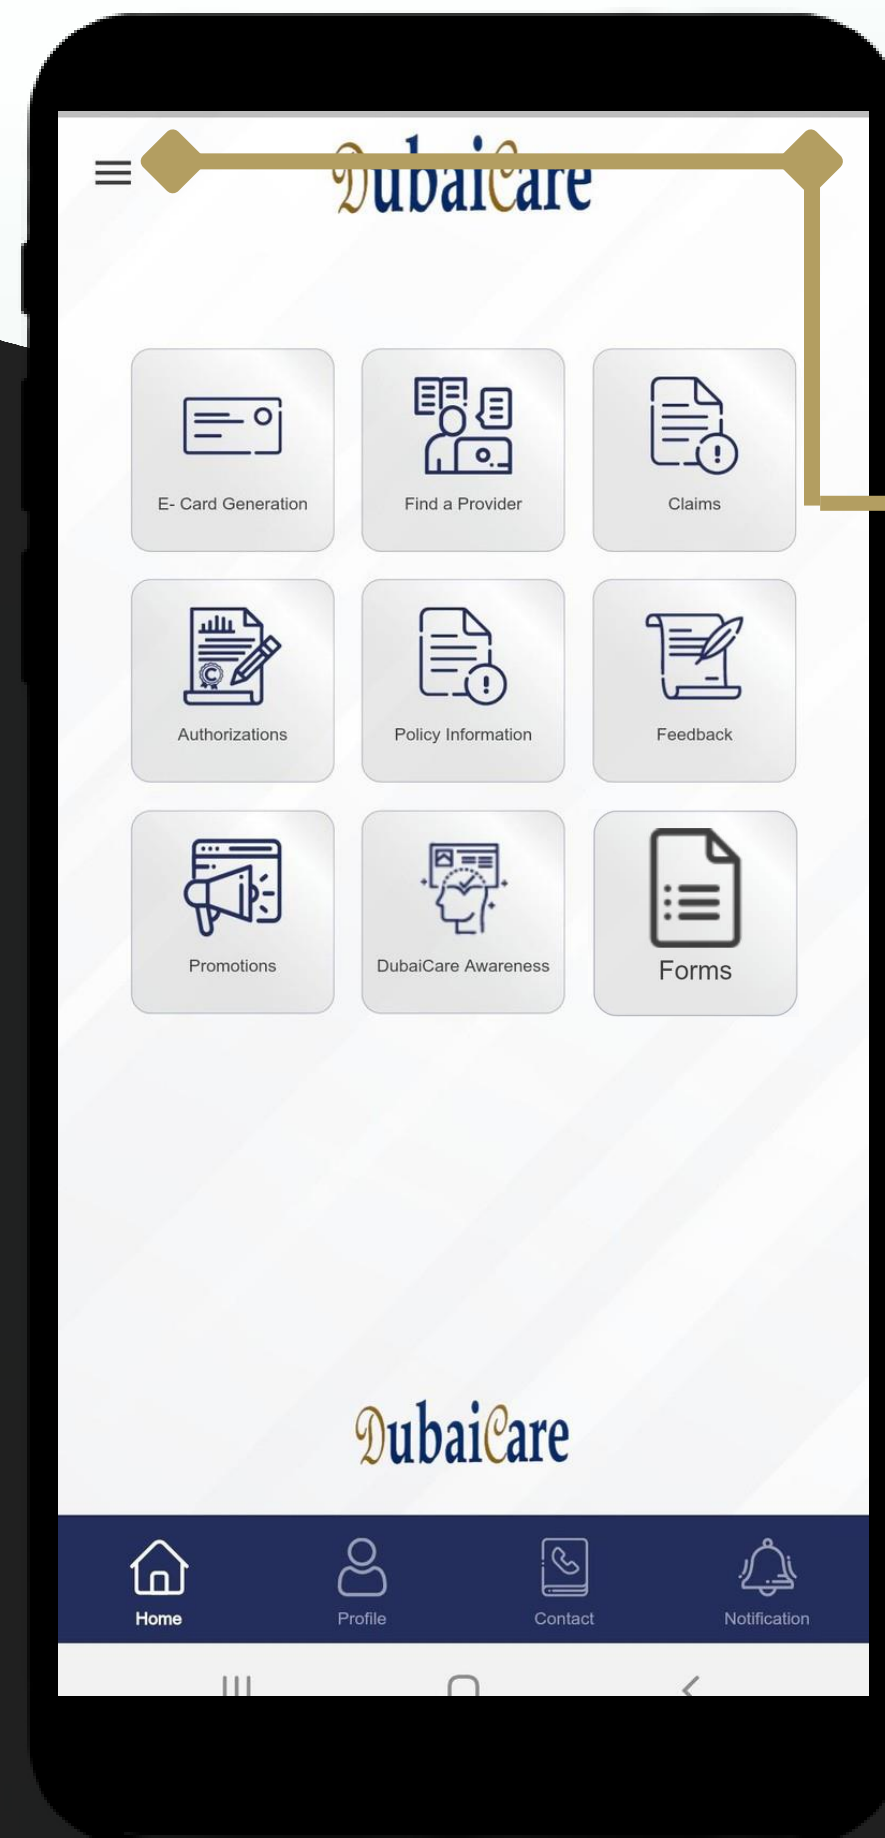 DubaiCare
E- Card Generation
Find a Provider
Claims
Authorizations
Policy Information
Feedback
Promotions
DubaiCare Awareness
Forms
DubaiCare
Home
Profile
Contact
Notification